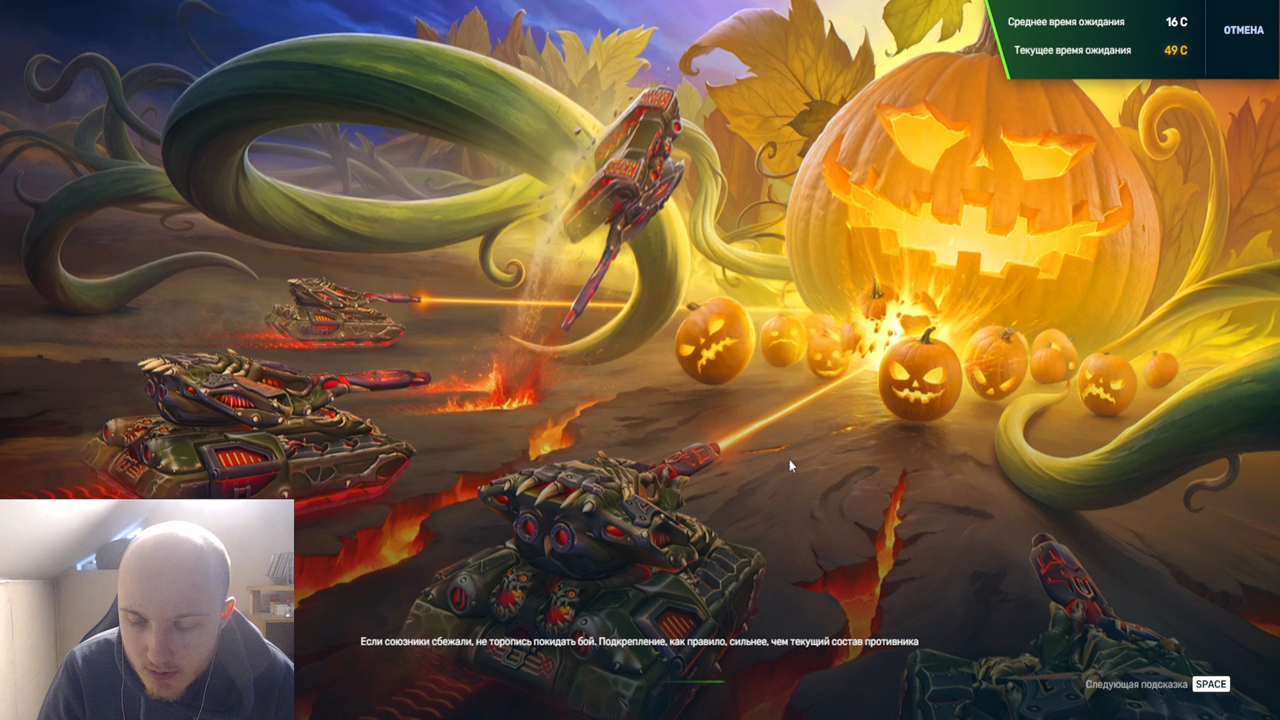 Среднее время ожидания 16 С
ОТМЕНА
Текущее время ожидания 49 С
Если союзники сбежали, не торопись покидать бой. Подкрепление, как правило, сильнее, чем текущий состав противника
Следующая подсказка SPACE